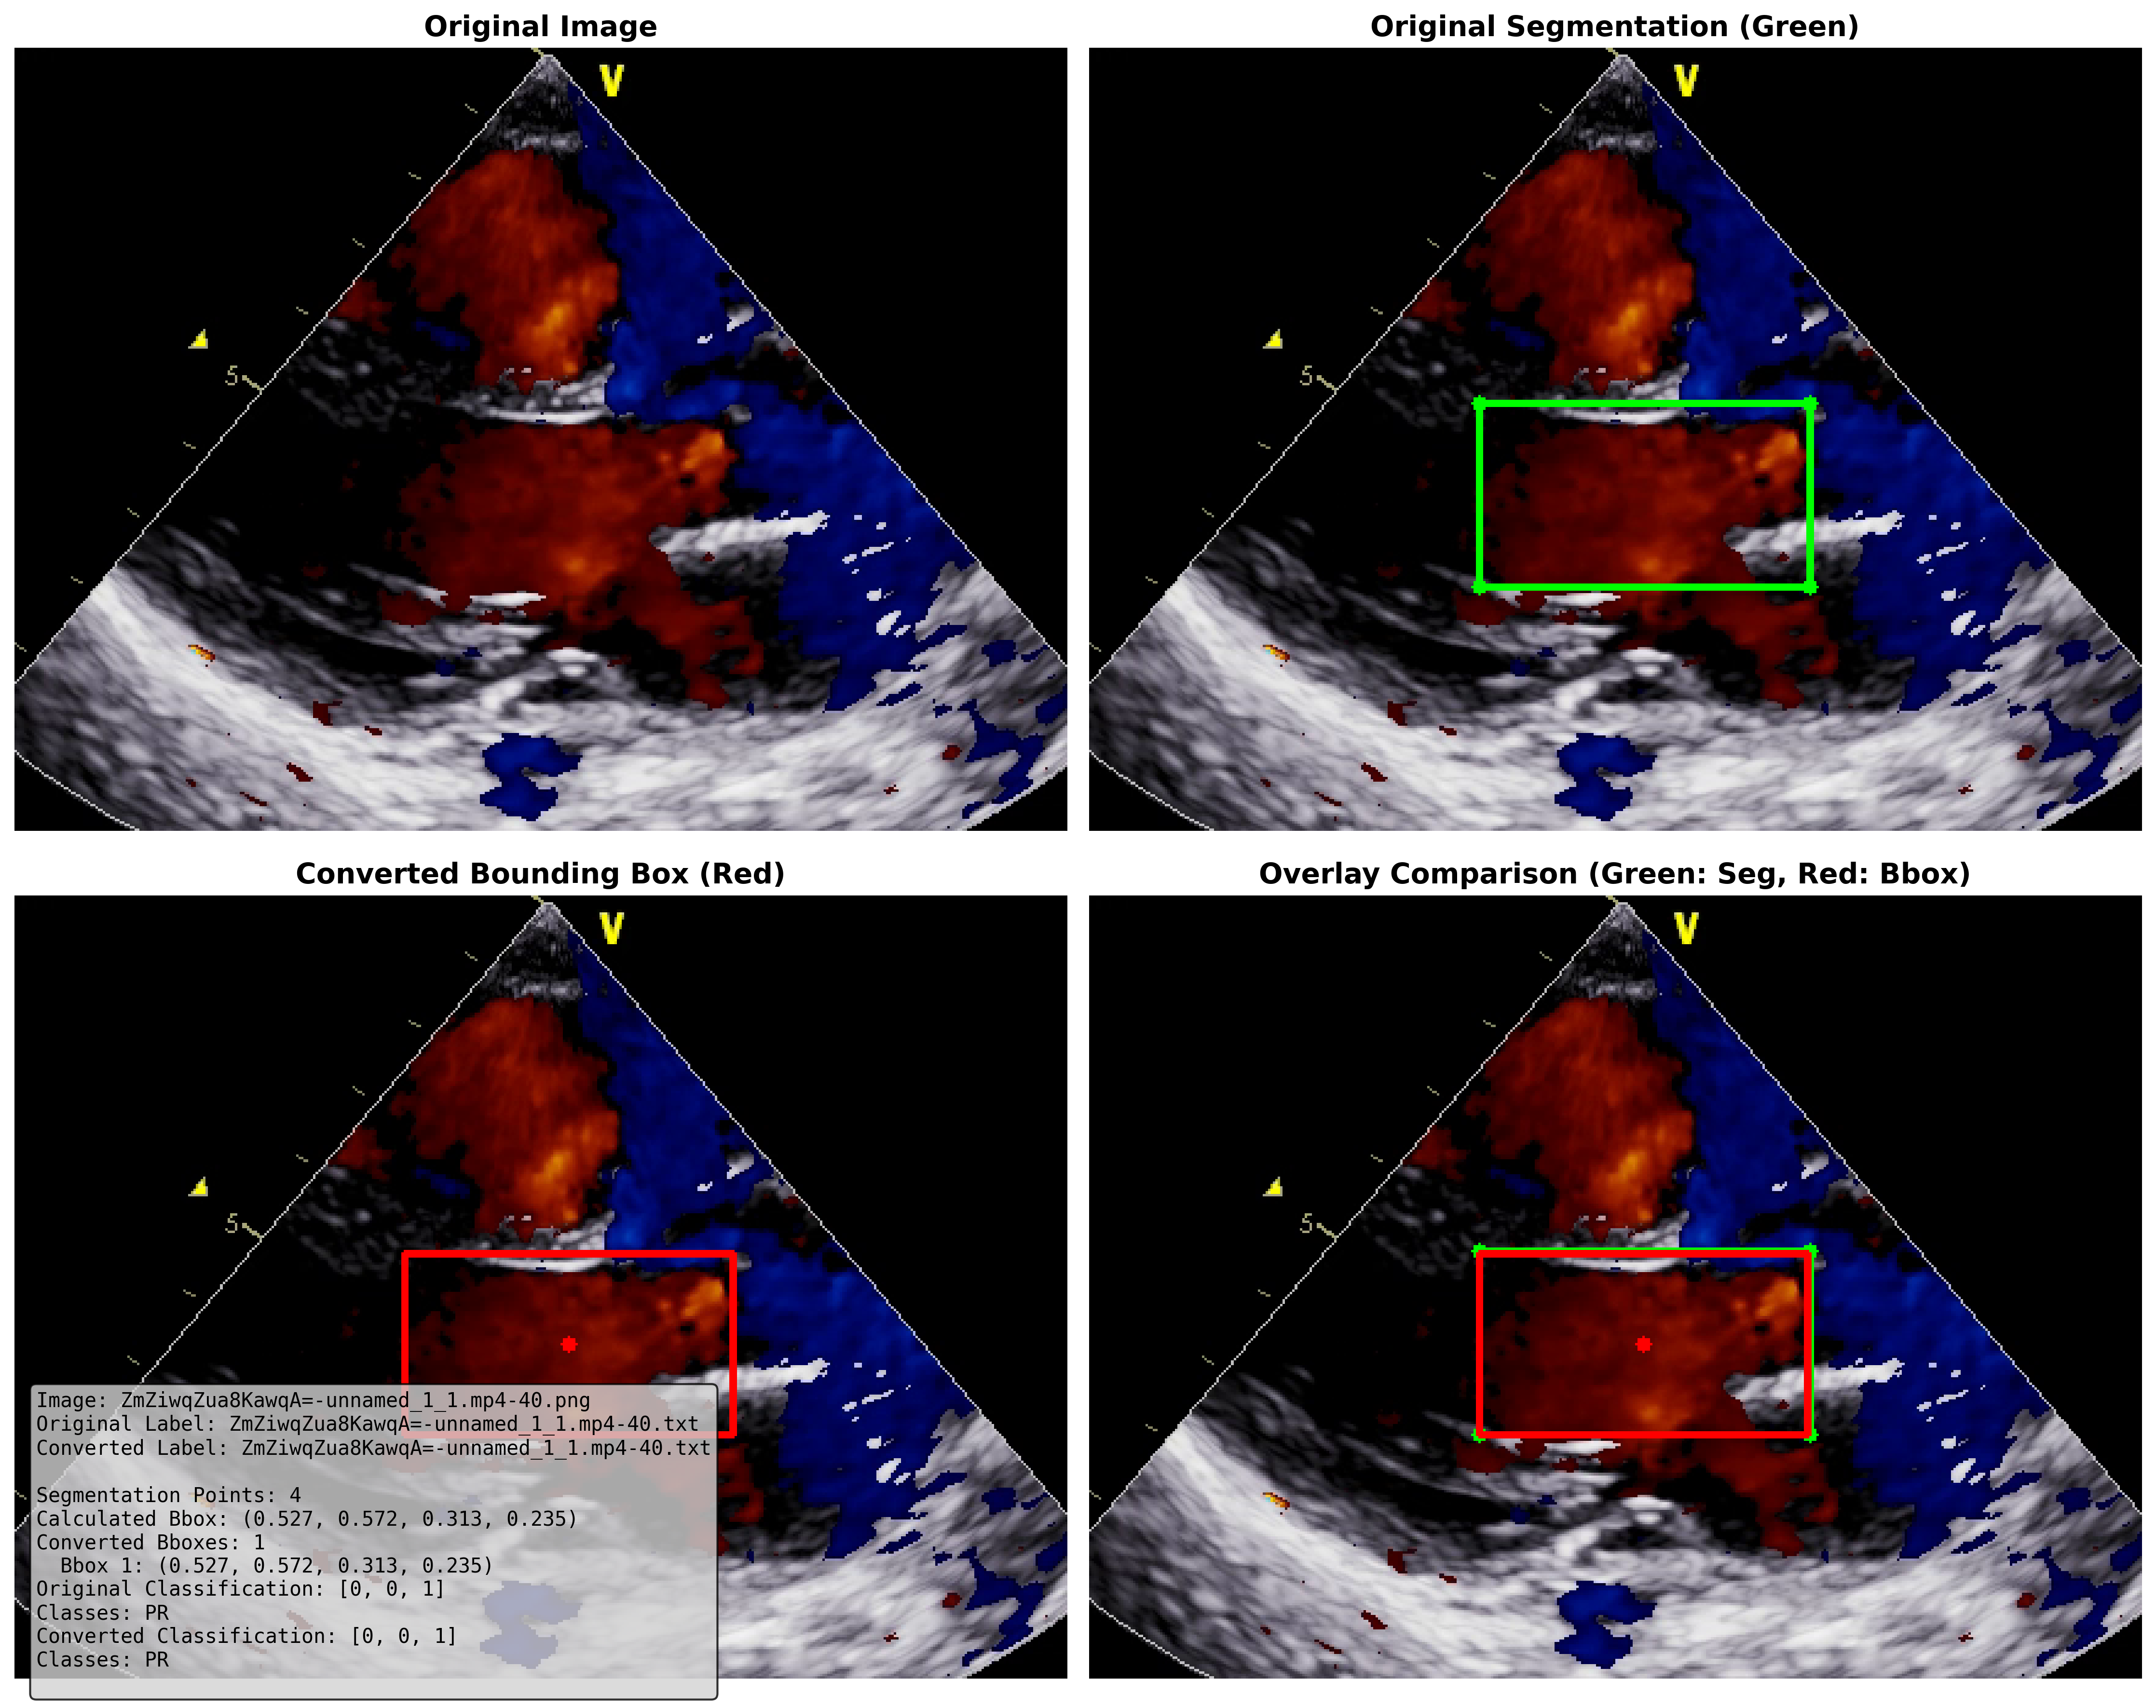 Original Image
Original Segmentation (Green)
V
5
V
5
Converted Bounding Box (Red)
Overlay Comparison (Green: Seg, Red: Bbox)
V
5
V
5
Image: ZmZiwqZua8KawqA=-unnamed_1_1.mp4-40.png
Original Label: ZmZiwqZua8KawqA=-unnamed_1_1.mp4-40.txt
Converted Label: ZmZiwqZua8KawqA=-unnamed_1_1.mp4-40.txt
Segmentation Points: 4
Calculated Bbox: (0.527, 0.572, 0.313, 0.235)
Converted Bboxes: 1
Bbox 1: (0.527, 0.572, 0.313, 0.235)
Original Classification: [0, 0, 1]
Classes: PR
Converted Classification: [0, 0, 1]
Classes: PR